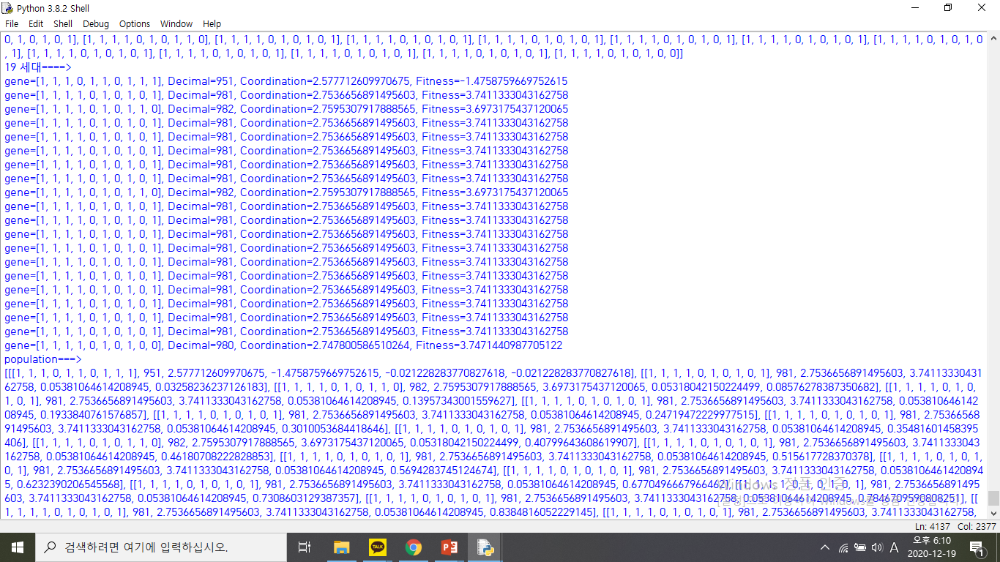 Python 3.8.2 Shell
File Edit Shell Debug Options Window Help
0, 1, 0, 1, 0, 1], [1, 1, 1, 1, 0, 1, 0, 1, 1, 0], [1, 1, 1, 1, 0, 1, 0, 1, 0, 1], [1, 1, 1, 1, 0, 1, 0, 1, 0, 1], [1, 1, 1, 1, 0, 1, 0, 1, 0, 1], [1, 1, 1, 1, 0, 1, 0, 1, 0, 1], [1, 1, 1, 1, 0, 1, 0, 1, 0, 1], [1, 1, 1, 1, 0, 1, 0, 1, 0
, 1], [1, 1, 1, 1, 0, 1, 0, 1, 0, 1], [1, 1, 1, 1, 0, 1, 0, 1, 0, 1], [1, 1, 1, 1, 0, 1, 0, 1, 0, 1], [1, 1, 1, 1, 0, 1, 0, 1, 0, 1], [1, 1, 1, 1, 0, 1, 0, 1, 0, 0]]
19 세대====>
gene=[1, 1, 1, 0, 1, 1, 0, 1, 1, 1], Decimal=951, Coordination=2.577712609970675, Fitness=-1.4758759669752615
gene=[1, 1, 1, 1, 0, 1, 0, 1, 0, 1], Decimal=981, Coordination=2.7536656891495603, Fitness=3.7411333043162758
gene=[1, 1, 1, 1, 0, 1, 0, 1, 1, 0], Decimal=982, Coordination=2.7595307917888565, Fitness=3.6973175437120065
gene=[1, 1, 1, 1, 0, 1, 0, 1, 0, 1], Decimal=981, Coordination=2.7536656891495603, Fitness=3.7411333043162758
gene=[1, 1, 1, 1, 0, 1, 0, 1, 0, 1], Decimal=981, Coordination=2.7536656891495603, Fitness=3.7411333043162758
gene=[1, 1, 1, 1, 0, 1, 0, 1, 0, 1], Decimal=981, Coordination=2.7536656891495603, Fitness=3.7411333043162758
gene=[1, 1, 1, 1, 0, 1, 0, 1, 0, 1], Decimal=981, Coordination=2.7536656891495603, Fitness=3.7411333043162758
gene=[1, 1, 1, 1, 0, 1, 0, 1, 0, 1], Decimal=981, Coordination=2.7536656891495603, Fitness=3.7411333043162758
gene=[1, 1, 1, 1, 0, 1, 0, 1, 1, 0], Decimal=982, Coordination=2.7595307917888565, Fitness=3.6973175437120065
gene=[1, 1, 1, 1, 0, 1, 0, 1, 0, 1], Decimal=981, Coordination=2.7536656891495603, Fitness=3.7411333043162758
gene=[1, 1, 1, 1, 0, 1, 0, 1, 0, 1], Decimal=981, Coordination=2.7536656891495603, Fitness=3.7411333043162758
gene=[1, 1, 1, 1, 0, 1, 0, 1, 0, 1], Decimal=981, Coordination=2.7536656891495603, Fitness=3.7411333043162758
gene=[1, 1, 1, 1, 0, 1, 0, 1, 0, 1], Decimal=981, Coordination=2.7536656891495603, Fitness=3.7411333043162758
gene=[1, 1, 1, 1, 0, 1, 0, 1, 0, 1], Decimal=981, Coordination=2.7536656891495603, Fitness=3.7411333043162758
gene=[1, 1, 1, 1, 0, 1, 0, 1, 0, 1], Decimal=981, Coordination=2.7536656891495603, Fitness=3.7411333043162758
gene=[1, 1, 1, 1, 0, 1, 0, 1, 0, 1], Decimal=981, Coordination=2.7536656891495603, Fitness=3.7411333043162758
gene=[1, 1, 1, 1, 0, 1, 0, 1, 0, 1], Decimal=981, Coordination=2.7536656891495603, Fitness=3.7411333043162758
gene=[1, 1, 1, 1, 0, 1, 0, 1, 0, 1], Decimal=981, Coordination=2.7536656891495603, Fitness=3.7411333043162758
gene=[1, 1, 1, 1, 0, 1, 0, 1, 0, 1], Decimal=981, Coordination=2.7536656891495603, Fitness=3.7411333043162758
gene=[1, 1, 1, 1, 0, 1, 0, 1, 0, 0], Decimal=980, Coordination=2.747800586510264, Fitness=3.7471440987705122
population===>
[[[1, 1, 1, 0, 1, 1, 0, 1, 1, 1], 951, 2.577712609970675, -1.4758759669752615, -0.021228283770827618, -0.021228283770827618], [[1, 1, 1, 1, 0, 1, 0, 1, 0, 1], 981, 2.7536656891495603, 3.74113330431
62758, 0.05381064614208945, 0.03258236237126183], [[1, 1, 1, 1, 0, 1, 0, 1, 1, 0], 982, 2.7595307917888565, 3.6973175437120065, 0.05318042150224499, 0.08576278387350682], [[1, 1, 1, 1, 0, 1, 0,
1, 0, 1], 981, 2.7536656891495603, 3.7411333043162758, 0.05381064614208945, 0.13957343001559627], [[1, 1, 1, 1, 0, 1, 0, 1, 0, 1], 981, 2.7536656891495603, 3.7411333043162758, 0.05381064614
208945, 0.1933840761576857], [[1, 1, 1, 1, 0, 1, 0, 1, 0, 1], 981, 2.7536656891495603, 3.7411333043162758, 0.05381064614208945, 0.24719472229977515], [[1, 1, 1, 1, 0, 1, 0, 1, 0, 1], 981, 2.75366568
91495603, 3.7411333043162758, 0.05381064614208945, 0.3010053684418646], [[1, 1, 1, 1, 0, 1, 0, 1, 0, 1], 981, 2.7536656891495603, 3.7411333043162758, 0.05381064614208945, 0.35481601458395
406], [[1, 1, 1, 1, 0, 1, 0, 1, 1, 0], 982, 2.7595307917888565, 3.6973175437120065, 0.05318042150224499, 0.40799643608619907], [[1, 1, 1, 1, 0, 1, 0, 1, 0, 1], 981, 2.7536656891495603, 3.7411333043
162758, 0.05381064614208945, 0.46180708222828853], [[1, 1, 1, 1, 0, 1, 0, 1, 0, 1], 981, 2.7536656891495603, 3.7411333043162758, 0.05381064614208945, 0.515617728370378], [[1, 1, 1, 1, 0, 1, 0, 1,
0, 1], 981, 2.7536656891495603, 3.7411333043162758, 0.05381064614208945, 0.5694283745124674], [[1, 1, 1, 1, 0, 1, 0, 1, 0, 1], 981, 2.7536656891495603, 3.7411333043162758, 0.053810646142089​4
5, 0.6232390206545568], [[1, 1, 1, 1, 0, 1, 0, 1, 0, 1], 981, 2.7536656891495603, 3.7411333043162758, 0.05381064614208945, 0.6770496667966462], [[1, 1, 1, 1, 0, 1, 0, 1, 0, 1], 981, 2.7536656891495
603, 3.7411333043162758, 0.05381064614208945, 0.7308603129387357], [[1, 1, 1, 1, 0, 1, 0, 1, 0, 1], 981, 2.7536656891495603, 3.7411333043162758, 0.05381064614208945, 0.7846709590808251], [[
1, 1, 1, 1, 0, 1, 0, 1, 0, 1], 981, 2.7536656891495603, 3.7411333043162758, 0.05381064614208945, 0.8384816052229145], [[1, 1, 1, 1, 0, 1, 0, 1, 0, 1], 981, 2.7536656891495603, 3.7411333043162758,
Windows 정품 인증
Ln: 4137 Col: 2377
검색하려면 여기에 입력하십시오.
TALK
A
오후 6:10
2020-12-19
1